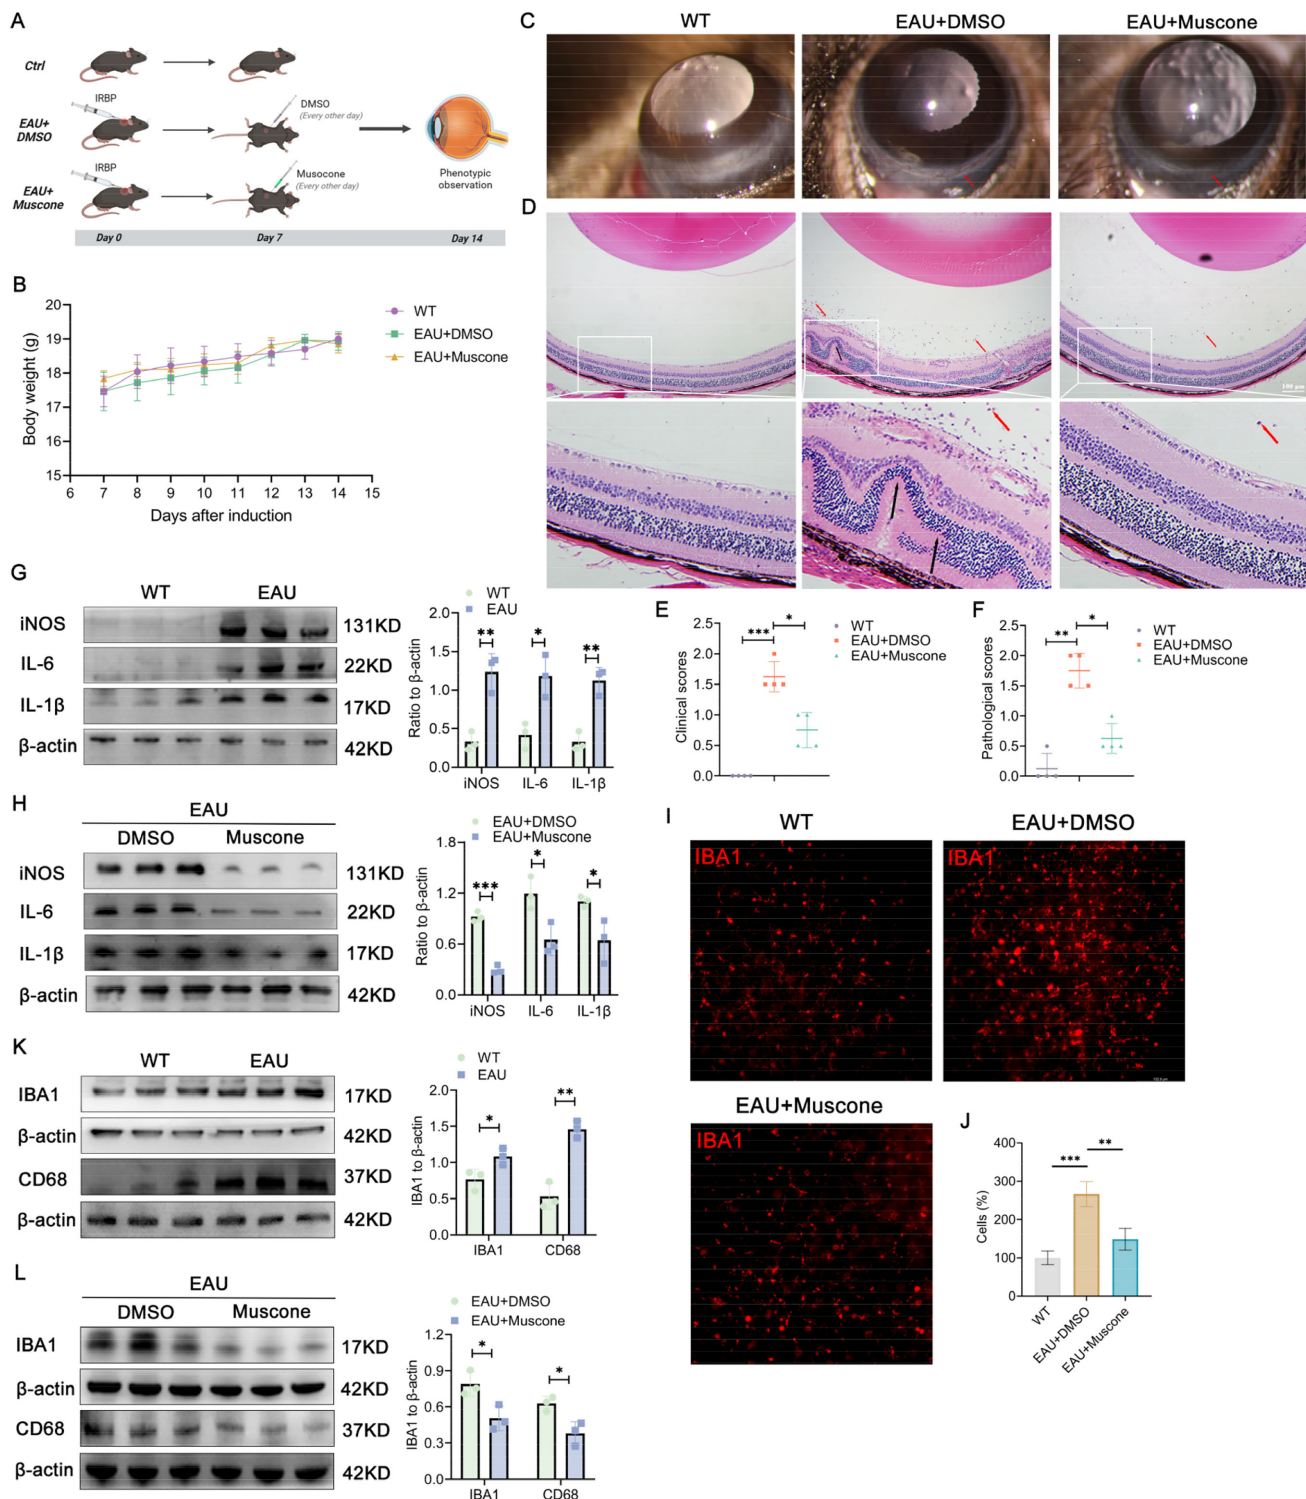 A
Ctrl
IRBP
EAU+
DMSO
DMSO
(Every other day)
IRBP
EAU+
Muscone
Musocone
(Every other day)
Phenotypic
observation
Day 0 Day 7 Day 14
B
Body weight (g)
20
19
18
17
16
15
6 7 8 9 10 11 12 13 14 15
Days after induction
WT
EAU+DMSO
EAU+Muscone
C
WT EAU+DMSO EAU+Muscone
D
100 μm
E
Clinical scores
2.5
2.0
1.5
1.0
0.5
0.0
*** *
WT
EAU+DMSO
EAU+Muscone
F
Pathological scores
2.5
2.0
1.5
1.0
0.5
0.0
** *
WT
EAU+DMSO
EAU+Muscone
G
WT EAU
iNOS 131KD
IL-6 22KD
IL-1β 17KD
β-actin 42KD
WT
EAU
Ratio to β-actin
2.0
1.5
1.0
0.5
0.0
** * **
iNOS IL-6 IL-1β
H
EAU
DMSO Muscone
iNOS 131KD
IL-6 22KD
IL-1β 17KD
β-actin 42KD
EAU+DMSO
EAU+Muscone
Ratio to β-actin
1.8
1.2
0.6
0.0
*** * *
iNOS IL-6 IL-1β
I
WT EAU+DMSO
IBA1 IBA1
EAU+Muscone
IBA1
J
Cells (%)
400
300
200
100
0
*** **
WT
EAU+DMSO
EAU+Muscone
K
WT EAU
IBA1 17KD
β-actin 42KD
CD68 37KD
β-actin 42KD
WT
EAU
IBA1 to β-actin
2.0
1.5
1.0
0.5
0.0
* **
IBA1 CD68
L
EAU
DMSO Muscone
IBA1 17KD
β-actin 42KD
CD68 37KD
β-actin 42KD
EAU+DMSO
EAU+Muscone
IBA1 to β-actin
1.2
0.9
0.6
0.3
0.0
* *
IBA1 CD68